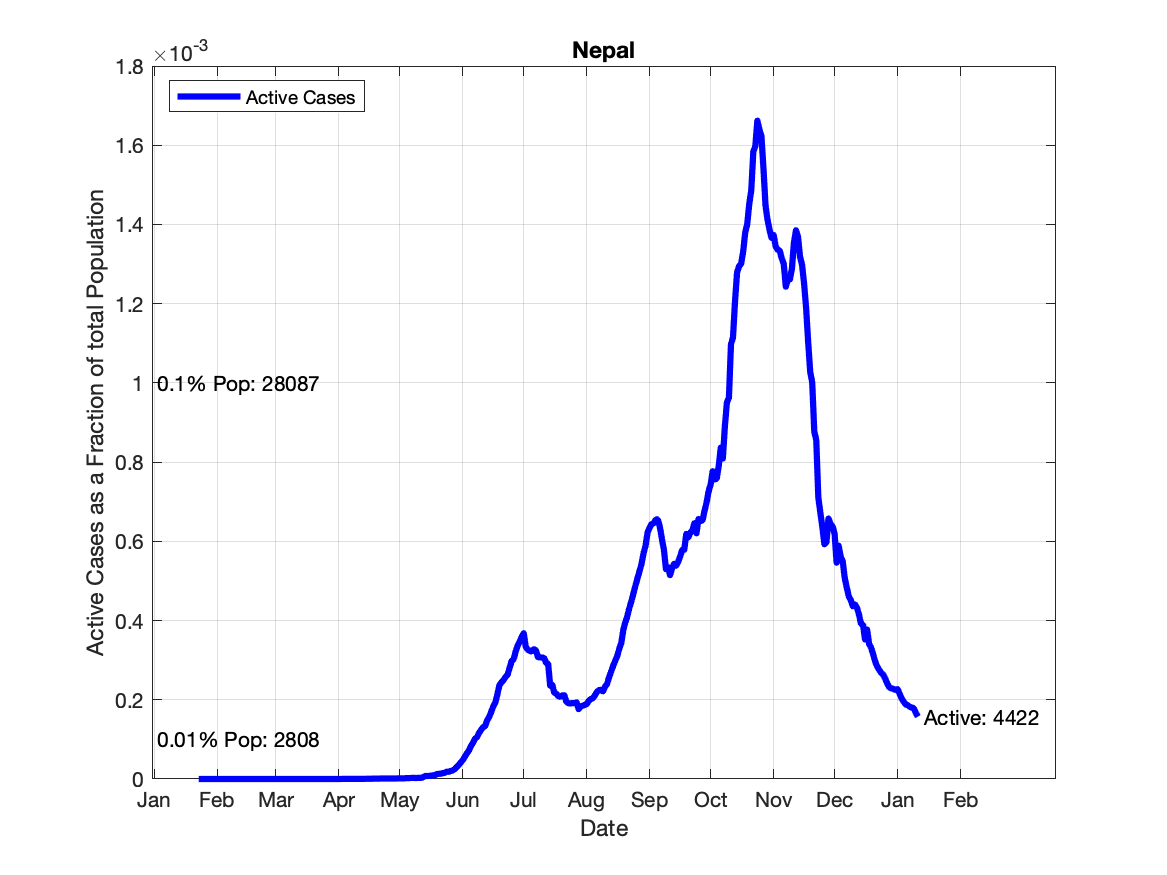 Nepal
×10-3
1.8
1.6
1.4
1.2
1
0.8
0.6
0.4
0.2
0
Active Cases as a Fraction of total Population
Active Cases
0.1% Pop: 28087
0.01% Pop: 2808
Active: 4422
Jan Feb Mar Apr May Jun Jul Aug Sep Oct Nov Dec Jan Feb
Date